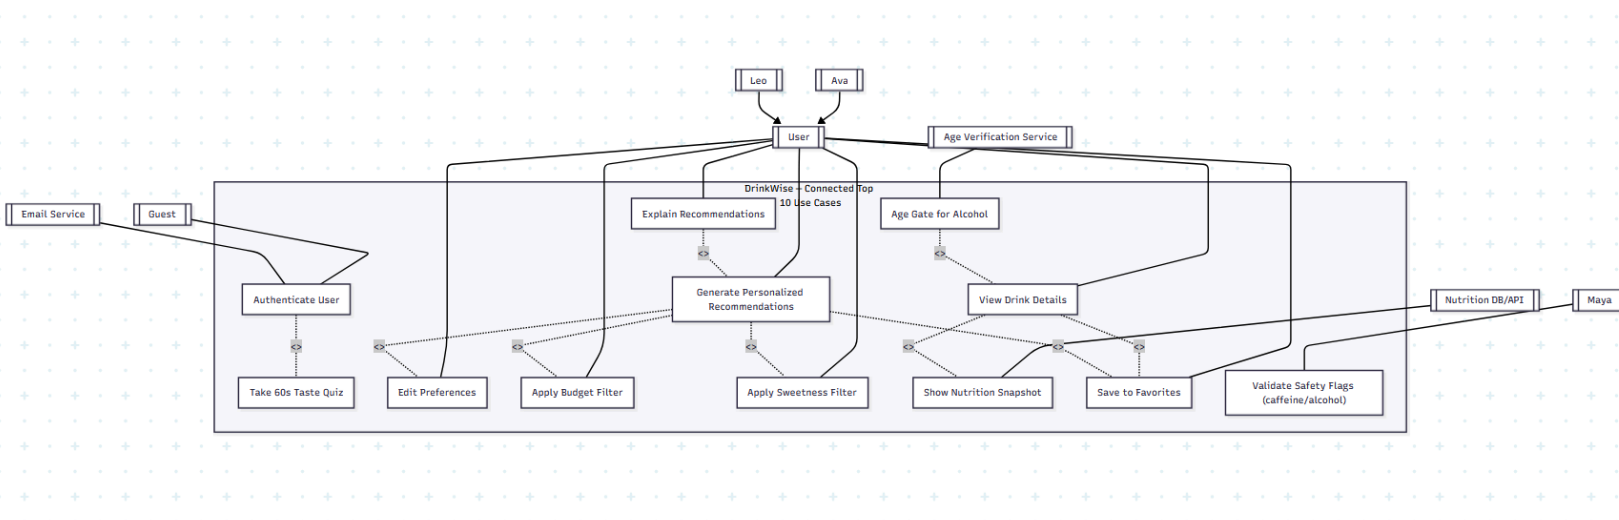 Leo
Ava
User
Age Verification Service
DrinkWise – Connected Top
10 Use Cases
Email Service
Guest
Explain Recommendations
Age Gate for Alcohol
<>
<>
Authenticate User
Generate Personalized
Recommendations
View Drink Details
Nutrition DB/API
Maya
<>
<>
<>
<>
<>
<>
<>
Take 60s Taste Quiz
Edit Preferences
Apply Budget Filter
Apply Sweetness Filter
Show Nutrition Snapshot
Save to Favorites
Validate Safety Flags
(caffeine/alcohol)